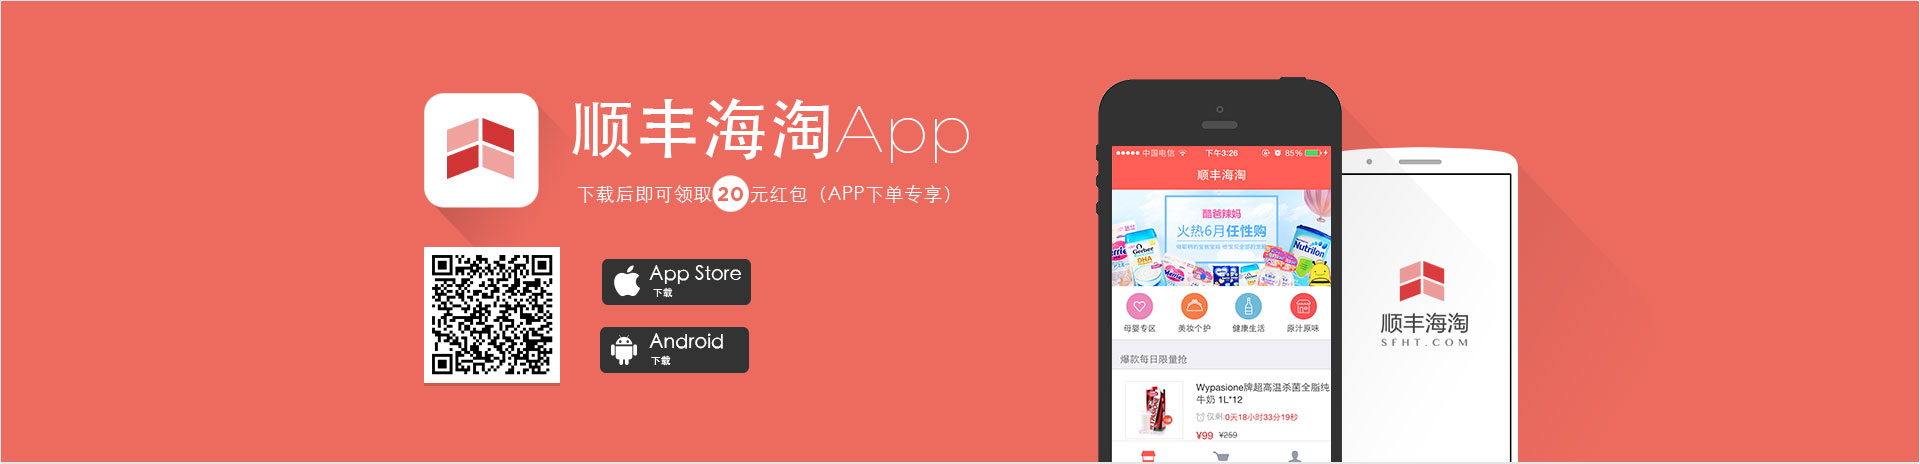 顺丰海淘App
下载后即可领取20元红包（APP下单专享）
App Store
下载
Android
下载
中国电信
下午3:26
85%
顺丰海淘
酷爸辣妈
火热6月任性购
Gerber
DHA
Nutrilon
母婴专区
美妆个护
健康生活
原汁原味
爆款每日限量抢
Wypasione牌超高温杀菌全脂纯
牛奶 1L*12
仅剩:0天18小时33分19秒
¥99 ¥259
顺丰海淘
SFHT.COM